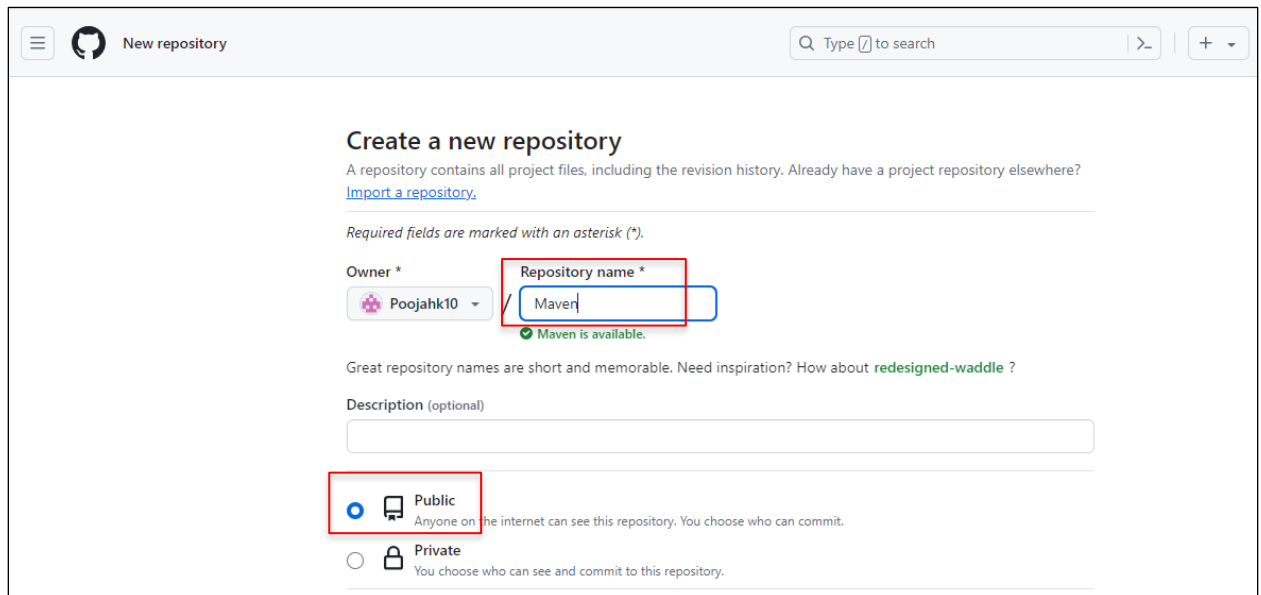 New repository
Type / to search
Create a new repository
A repository contains all project files, including the revision history. Already have a project repository elsewhere?
Import a repository.
Required fields are marked with an asterisk (*).
Owner * Repository name *
Poojahk10 / Maven
Maven is available.
Great repository names are short and memorable. Need inspiration? How about redesigned-waddle ?
Description (optional)
Public
Anyone on the internet can see this repository. You choose who can commit.
Private
You choose who can see and commit to this repository.